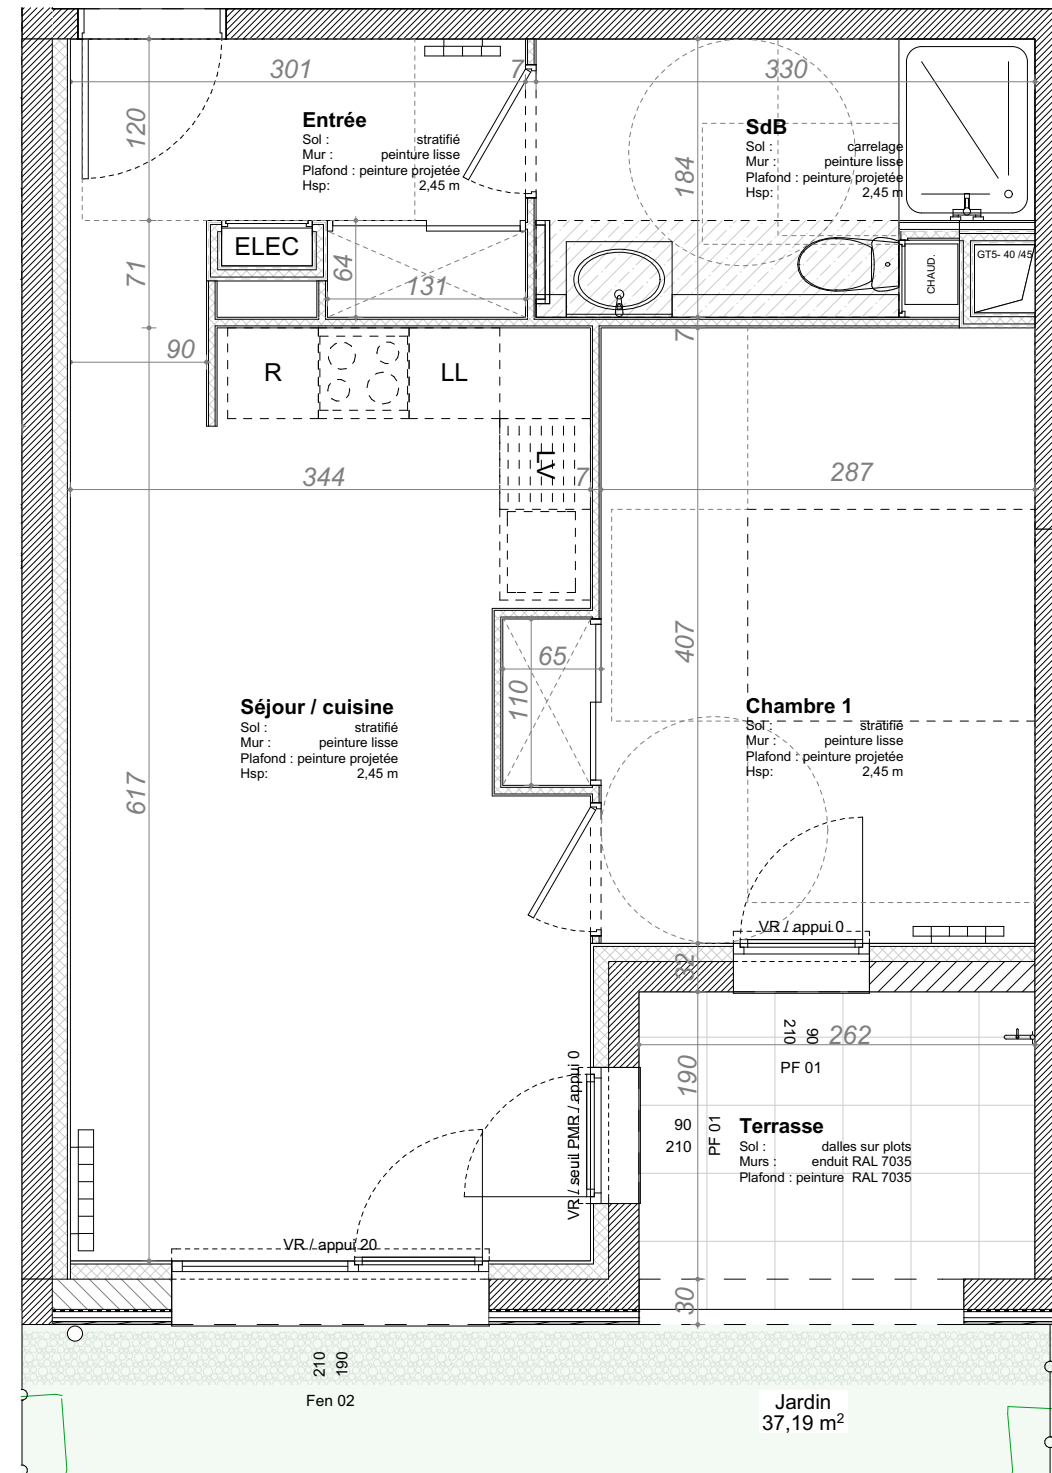 301
7
330
120
Entrée
Sol : stratifié
Mur : peinture lisse
Plafond : peinture projetée
Hsp: 2,45 m
SdB
Sol : carrelage
Mur : peinture lisse
Plafond : peinture projetée
Hsp: 2,45 m
184
ELEC
71
64
131
CHAUD.
GT5- 40 /45
90
7
R
LL
LV
344
7
287
407
65
110
Séjour / cuisine
Sol : stratifié
Mur : peinture lisse
Plafond : peinture projetée
Hsp: 2,45 m
Chambre 1
Sol : stratifié
Mur : peinture lisse
Plafond : peinture projetée
Hsp: 2,45 m
617
VR / appui 0
32
210
90
PF 01
262
190
VR / seuil PMR / appui 0
90
210
PF 01
Terrasse
Sol : dalles sur plots
Murs : enduit RAL 7035
Plafond : peinture RAL 7035
VR / appui 20
30
210
190
Fen 02
Jardin
37,19 m²